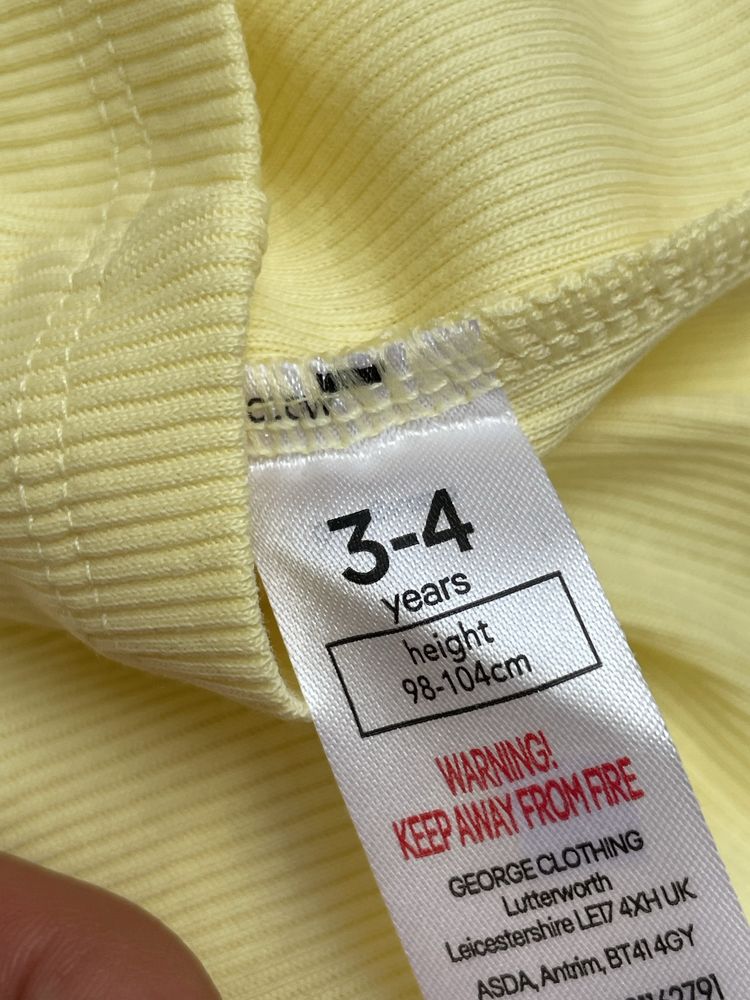 3-4
years
height
98-104cm
WARNING!
KEEP AWAY FROM FIRE
GEORGE CLOTHING
Lutterworth
Leicestershire LE17 4XH UK
ASDA, Antrim, BT41 4GY